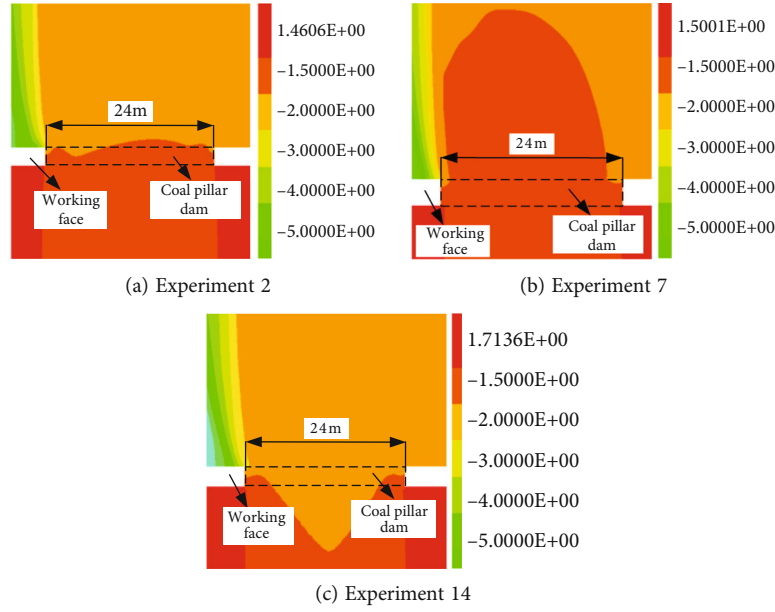 1.4606E+00
–1.5000E+00
–2.0000E+00
–3.0000E+00
–4.0000E+00
–5.0000E+00
24m
Working
face
Coal pillar
dam
(a) Experiment 2
1.5001E+00
–1.5000E+00
–2.0000E+00
–3.0000E+00
–4.0000E+00
–5.0000E+00
24m
Working
face
Coal pillar
dam
(b) Experiment 7
1.7136E+00
–1.5000E+00
–2.0000E+00
–3.0000E+00
–4.0000E+00
–5.0000E+00
24m
Working
face
Coal pillar
dam
(c) Experiment 14